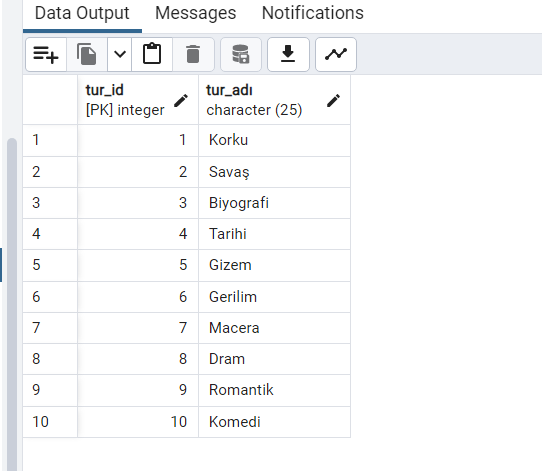 Data Output Messages Notifications
tur_id tur_adı
[PK] integer character (25)
1 1 Korku
2 2 Savaş
3 3 Biyografi
4 4 Tarihi
5 5 Gizem
6 6 Gerilim
7 7 Macera
8 8 Dram
9 9 Romantik
10 10 Komedi